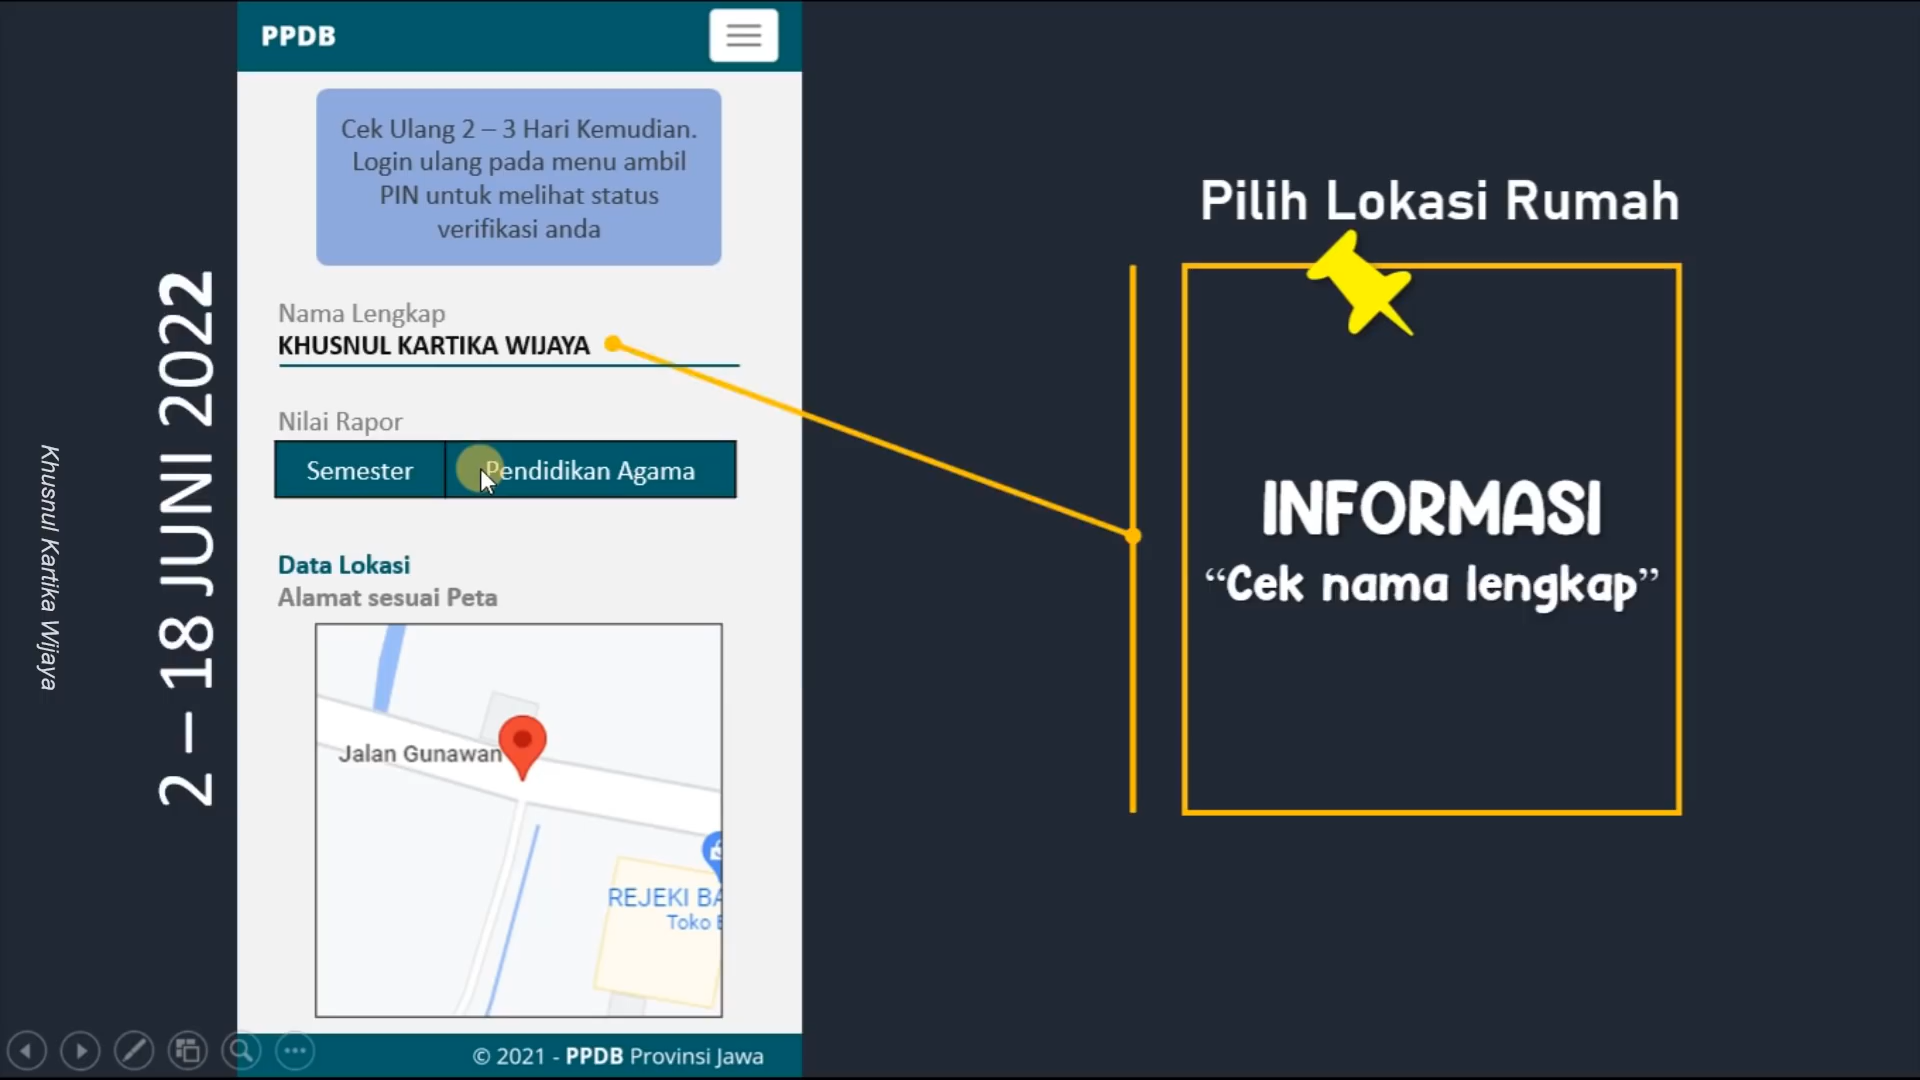 Khusnul Kartika Wijaya
2 – 18 JUNI 2022
PPDB
Cek Ulang 2 – 3 Hari Kemudian.
Login ulang pada menu ambil
PIN untuk melihat status
verifikasi anda
Nama Lengkap
KHUSNUL KARTIKA WIJAYA
Nilai Rapor
Semester Pendidikan Agama
Data Lokasi
Alamat sesuai Peta
Jalan Gunawan
REJEKI
Toko
© 2021 - PPDB Provinsi Jawa
Pilih Lokasi Rumah
INFORMASI
“Cek nama lengkap”